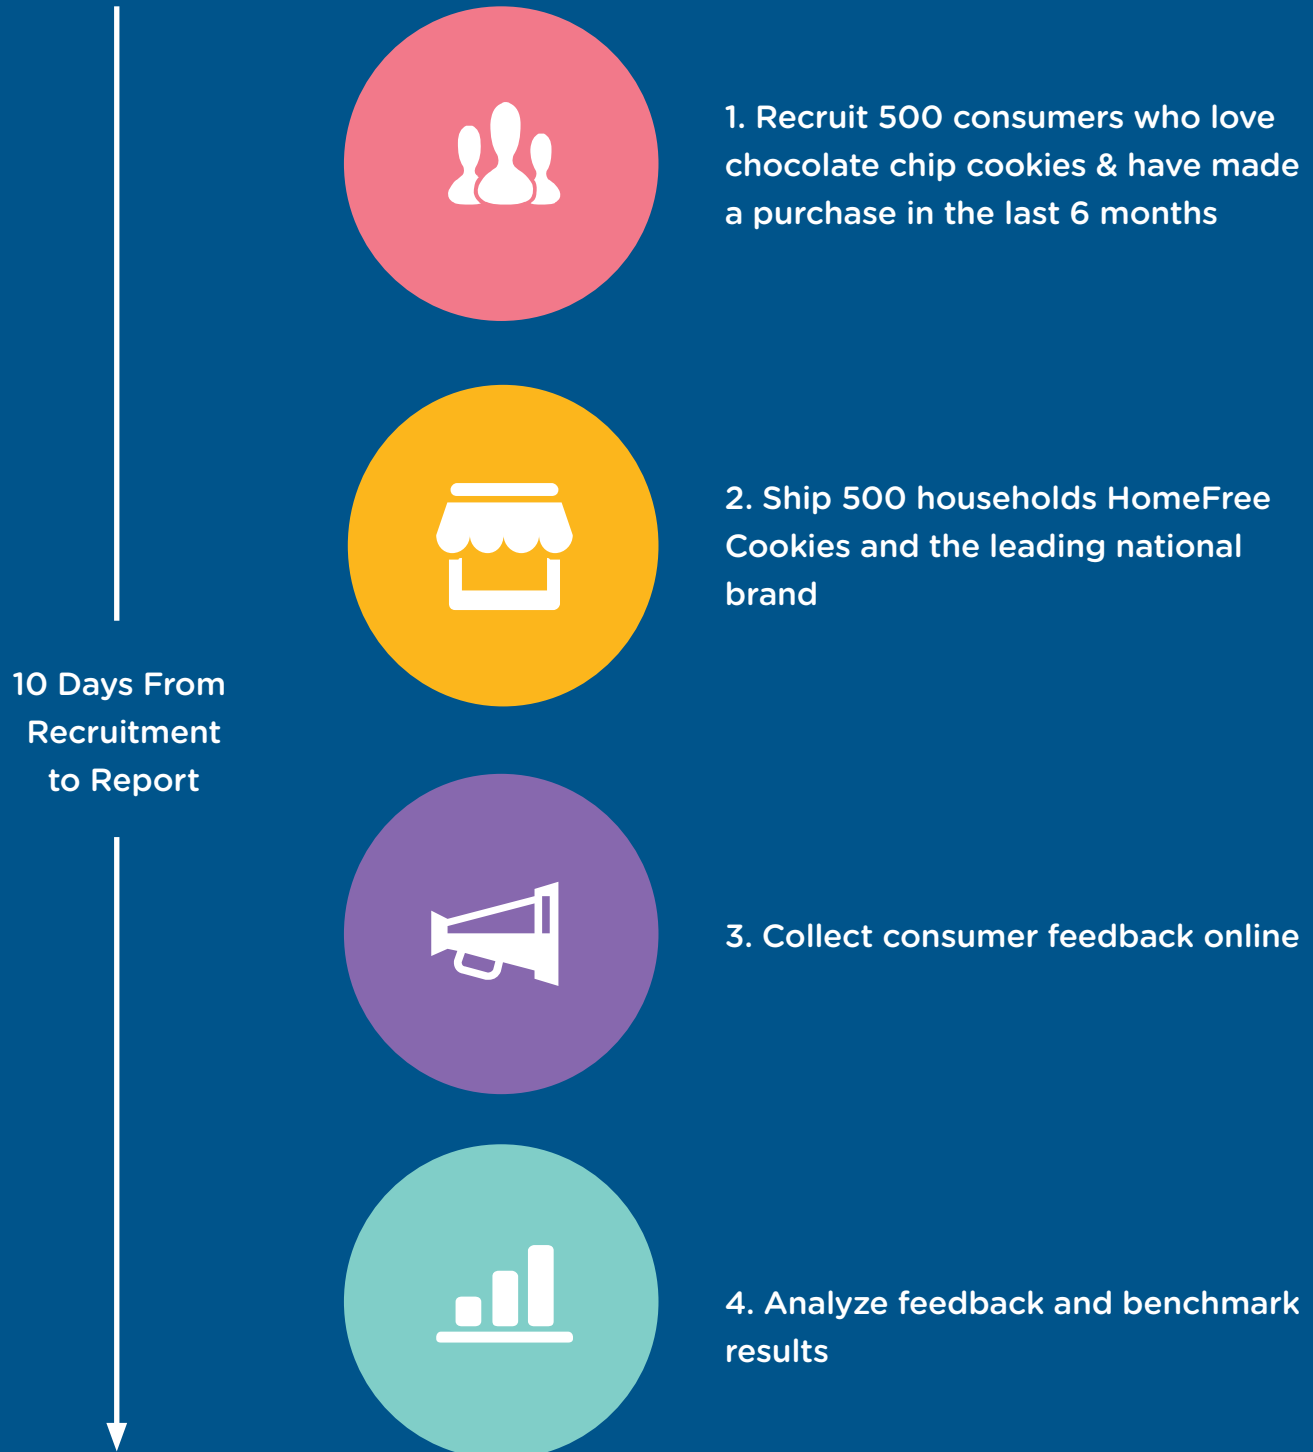 1. Recruit 500 consumers who love
chocolate chip cookies & have made
a purchase in the last 6 months
2. Ship 500 households HomeFree
Cookies and the leading national
brand
10 Days From
Recruitment
to Report
3. Collect consumer feedback online
4. Analyze feedback and benchmark
results